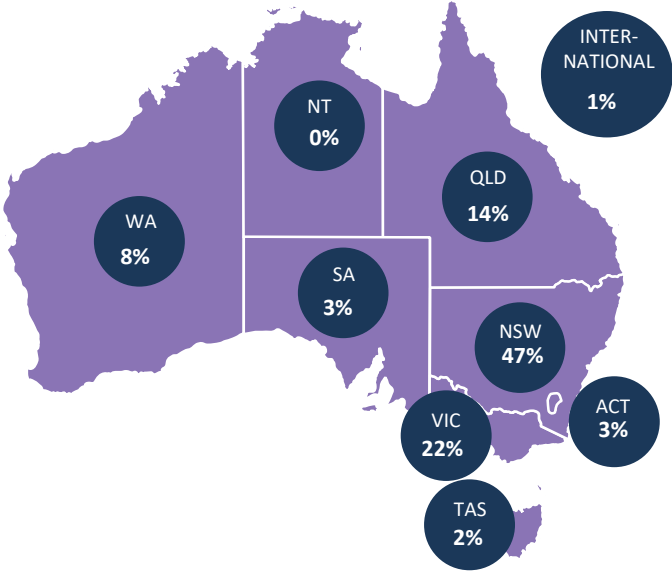 INTER-
NATIONAL
1%
NT
0%
QLD
14%
WA
8%
SA
3%
NSW
47%
ACT
3%
VIC
22%
TAS
2%